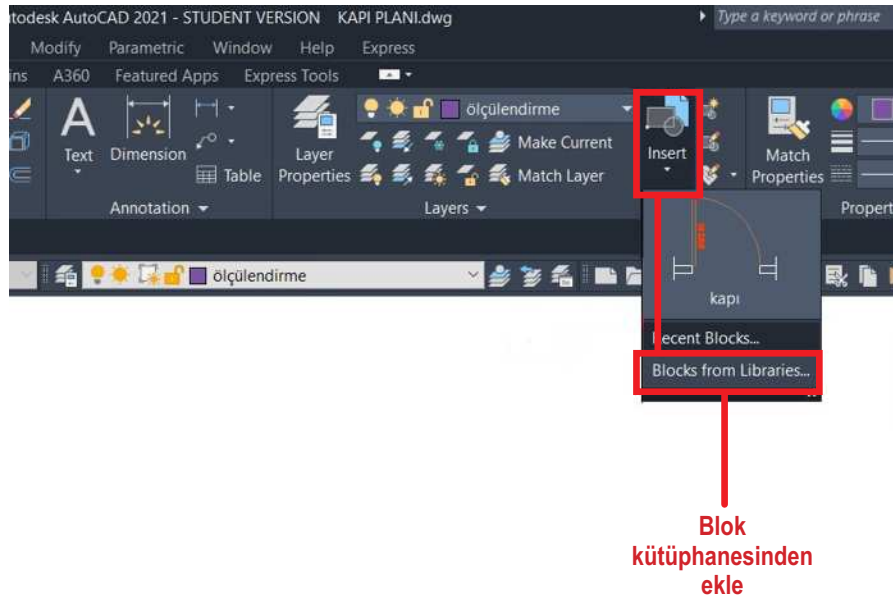 todesk AutoCAD 2021 - STUDENT VERSION KAPI PLANI.dwg Type a keyword or phrase
Modify Parametric Window Help Express
ins A360 Featured Apps Express Tools
ölçülendirme
Make Current
Text Dimension Layer Insert Match
Table Properties Match Layer Properties
Annotation Layers Propert
ölçülendirme
kapı
Recent Blocks...
Blocks from Libraries...
Blok
kütüphanesinden
ekle